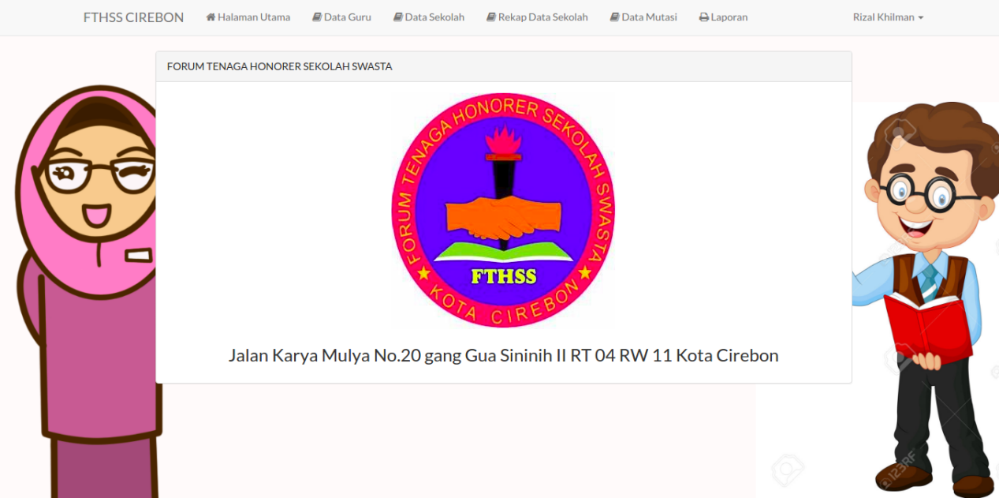 FTHSS CIREBON Halaman Utama Data Guru Data Sekolah Rekap Data Sekolah Data Mutasi Laporan Rizal Khilman
FORUM TENAGA HONORER SEKOLAH SWASTA
FORUM TENAGA HONORER SEKOLAH SWASTA
FTHSS
KOTA CIREBON
Jalan Karya Mulya No.20 gang Gua Sininih II RT 04 RW 11 Kota Cirebon
123RF